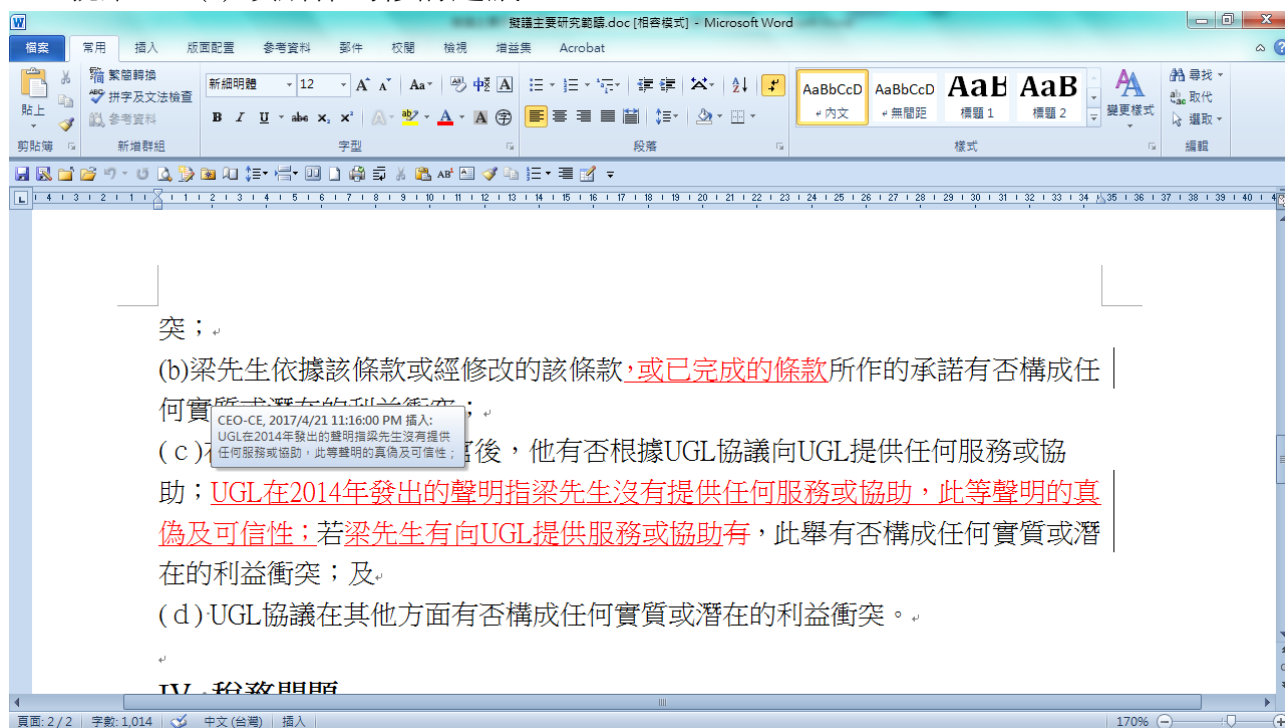 擬議主要研究範疇.doc [相容模式] - Microsoft Word
檔案 常用 插入 版面配置 參考資料 郵件 校閱 檢視 增益集 Acrobat
貼上
繁簡轉換
拼字及文法檢查
參考資料
新細明體 12
AaBbCcD AaBbCcD AaB AaB
內文 無間距 標題 1 標題 2
變更樣式
尋找
取代
選取
剪貼簿 新增群組 字型 段落 樣式 編輯
突；
(b)梁先生依據該條款或經修改的該條款，或已完成的條款所作的承諾有否構成任
何實
CEO-CE, 2017/4/21 11:16:00 PM 插入:
UGL在2014年發出的聲明指梁先生沒有提供
任何服務或協助，此等聲明的真偽及可信性；
後，他有否根據UGL協議向UGL提供任何服務或協
助；UGL在2014年發出的聲明指梁先生沒有提供任何服務或協助，此等聲明的真
偽及可信性；若梁先生有向UGL提供服務或協助有，此舉有否構成任何實質或潛
在的利益衝突；及
(d) UGL協議在其他方面有否構成任何實質或潛在的利益衝突。
IV 稅務問題
頁面: 2 / 2 字數: 1,014 中文 (台灣) 插入 170%